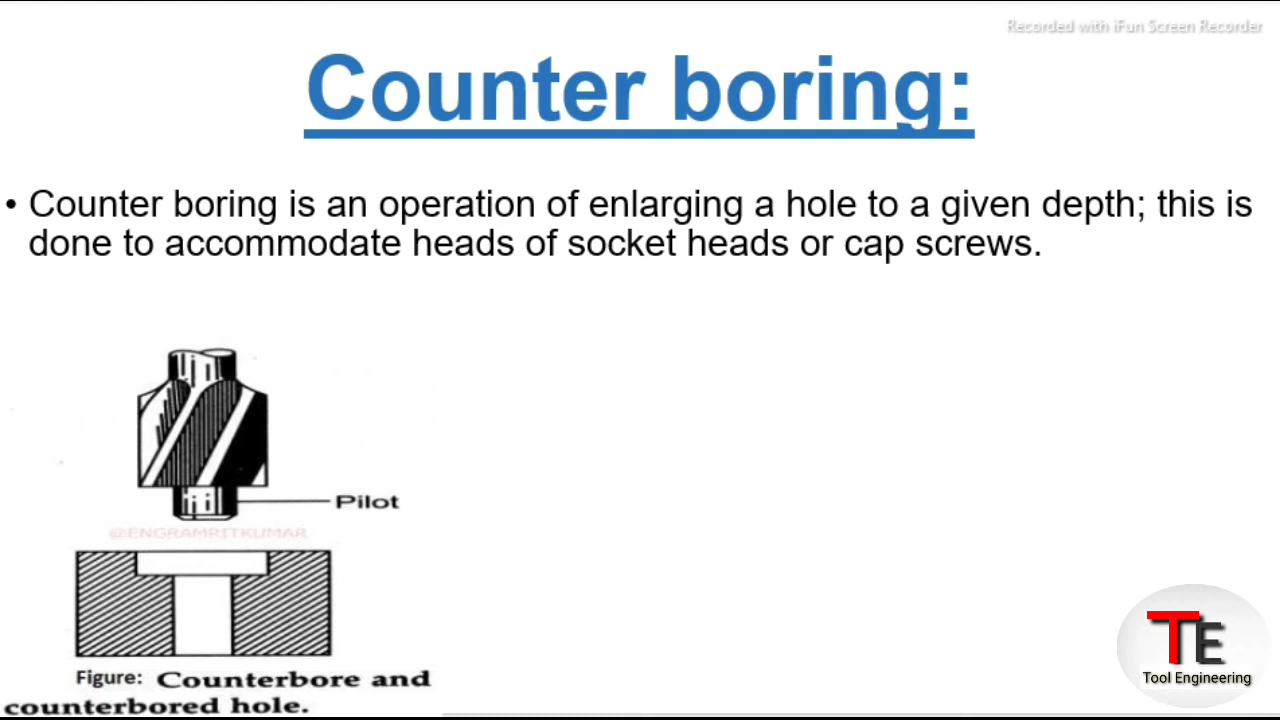 Recorded with iFun Screen Recorder
Counter boring:
• Counter boring is an operation of enlarging a hole to a given depth; this is
done to accommodate heads of socket heads or cap screws.
Pilot
@ENGRAMRITKUMAR
Figure: Counterbore and
counterbored hole.
TE
Tool Engineering